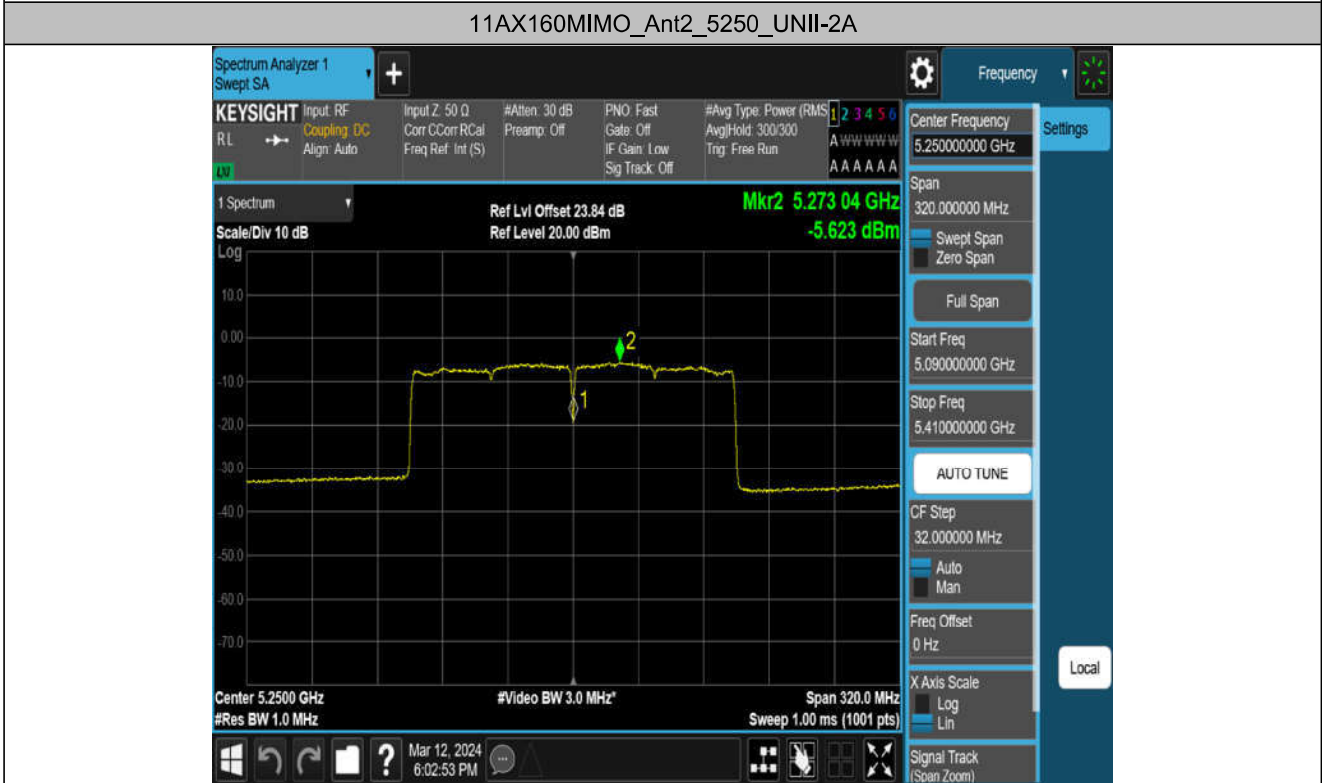 11AX160MIMO_Ant2_5250_UNII-2A
Spectrum Analyzer 1
Swept SA
Frequency
KEYSIGHT
RL
LXI
Input: RF
Coupling: DC
Align: Auto
Input Z: 50 Ω
Corr CCorr RCal
Freq Ref: Int (S)
#Atten: 30 dB
Preamp: Off
PNO: Fast
Gate: Off
IF Gain: Low
Sig Track: Off
#Avg Type: Power (RMS
Avg|Hold: 300/300
Trig: Free Run
1 2 3 4 5 6
A W W W W W
A A A A A A
1 Spectrum
Scale/Div 10 dB
Log
Ref Lvl Offset 23.84 dB
Ref Level 20.00 dBm
Mkr2 5.273 04 GHz
-5.623 dBm
10.0
0.00
-10.0
-20.0
-30.0
-40.0
-50.0
-60.0
-70.0
2
1
Center 5.2500 GHz
#Res BW 1.0 MHz
#Video BW 3.0 MHz*
Span 320.0 MHz
Sweep 1.00 ms (1001 pts)
Mar 12, 2024
6:02:53 PM
Center Frequency
5.250000000 GHz
Settings
Span
320.000000 MHz
Swept Span
Zero Span
Full Span
Start Freq
5.090000000 GHz
Stop Freq
5.410000000 GHz
AUTO TUNE
CF Step
32.000000 MHz
Auto
Man
Freq Offset
0 Hz
X Axis Scale
Log
Lin
Local
Signal Track
(Span Zoom)